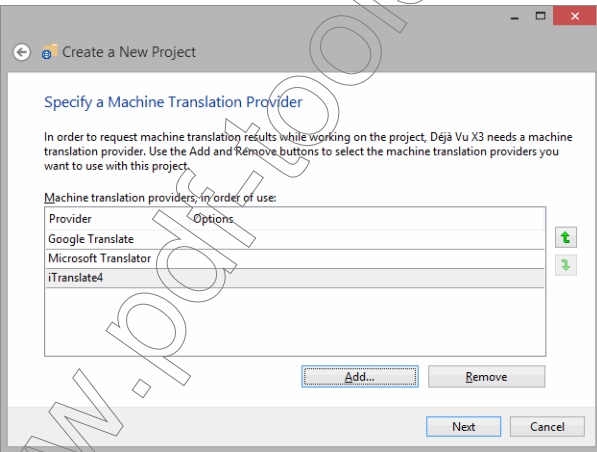 Create a New Project
Specify a Machine Translation Provider
In order to request machine translation results while working on the project, Déjà Vu X3 needs a machine
translation provider. Use the Add and Remove buttons to select the machine translation providers you
want to use with this project.
Machine translation providers, in order of use:
Provider Options
Google Translate
Microsoft Translator
iTranslate4
Add... Remove
Next Cancel
www.pdf-tools